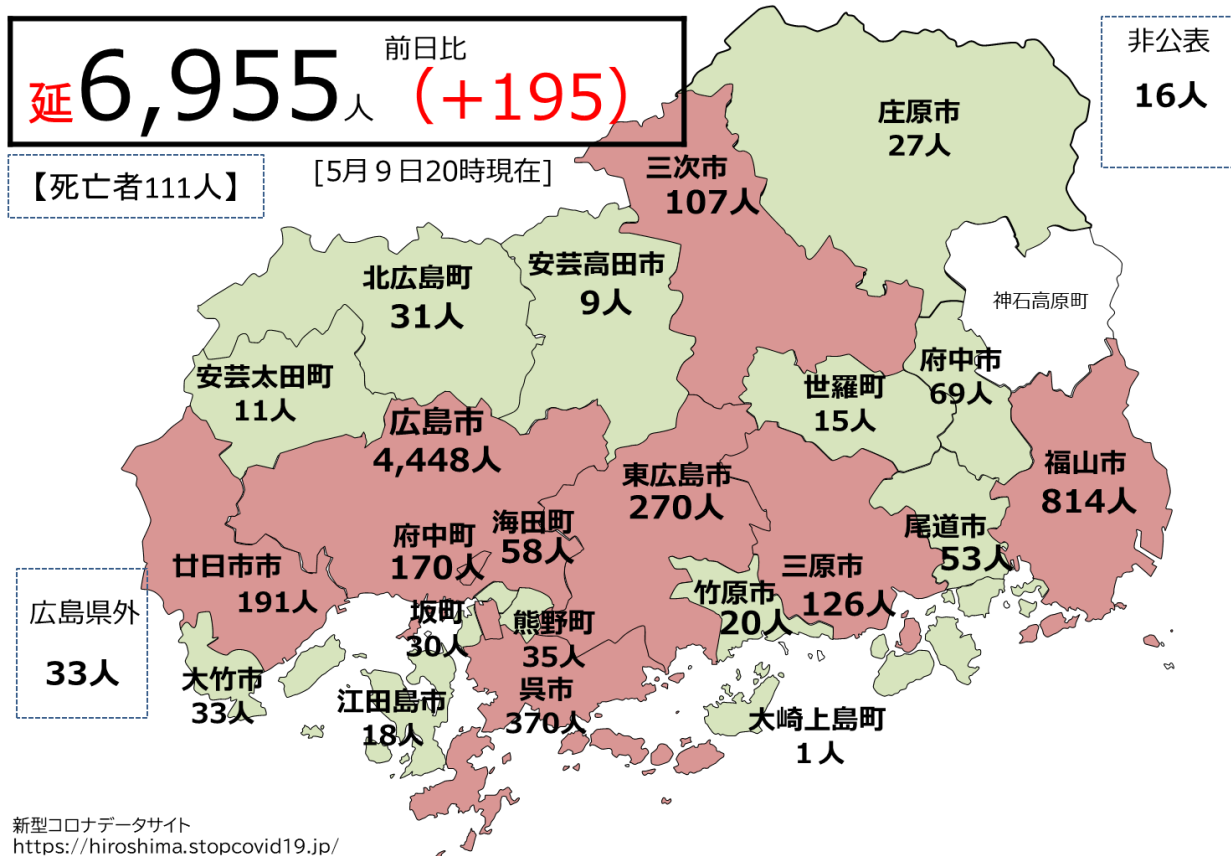 前日比
延6,955人 (+195)
【死亡者111人】
[5月9日20時現在]
非公表
16人
庄原市
27人
三次市
107人
安芸高田市
9人
北広島町
31人
神石高原町
安芸太田町
11人
府中市
69人
世羅町
15人
広島市
4,448人
福山市
814人
東広島市
270人
海田町
58人
府中町
170人
尾道市
53人
三原市
126人
廿日市市
191人
竹原市
20人
広島県外
33人
坂町
30人
熊野町
35人
大竹市
33人
江田島市
18人
呉市
370人
大崎上島町
1人
新型コロナデータサイト
https://hiroshima.stopcovid19.jp/